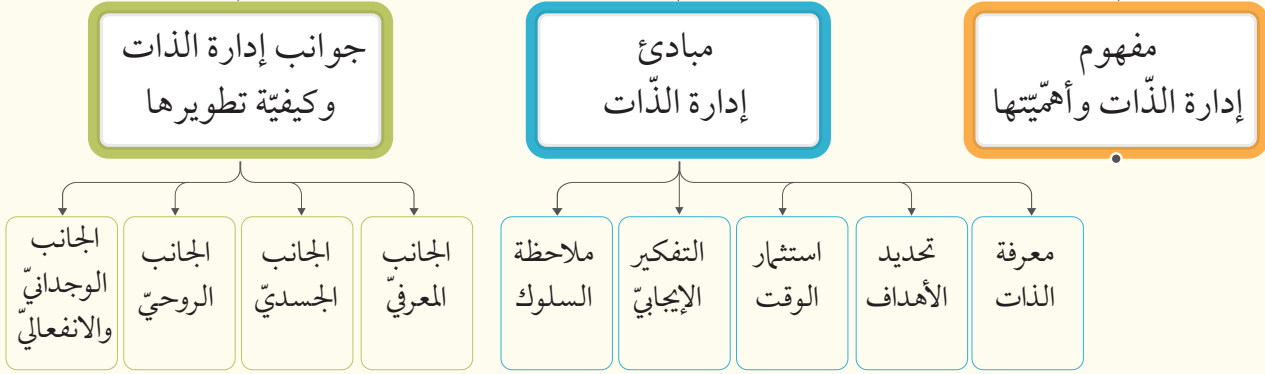 مفهوم
إدارة الذّات وأهمّيّتها
مبادئ
إدارة الذّات
جوانب إدارة الذات
وكيفيّة تطويرها
معرفة
الذات
تحديد
الأهداف
استثمار
الوقت
التفكير
الإيجابيّ
ملاحظة
السلوك
الجانب
المعرفيّ
الجانب
الجسديّ
الجانب
الروحيّ
الجانب
الوجدانيّ
والانفعاليّ